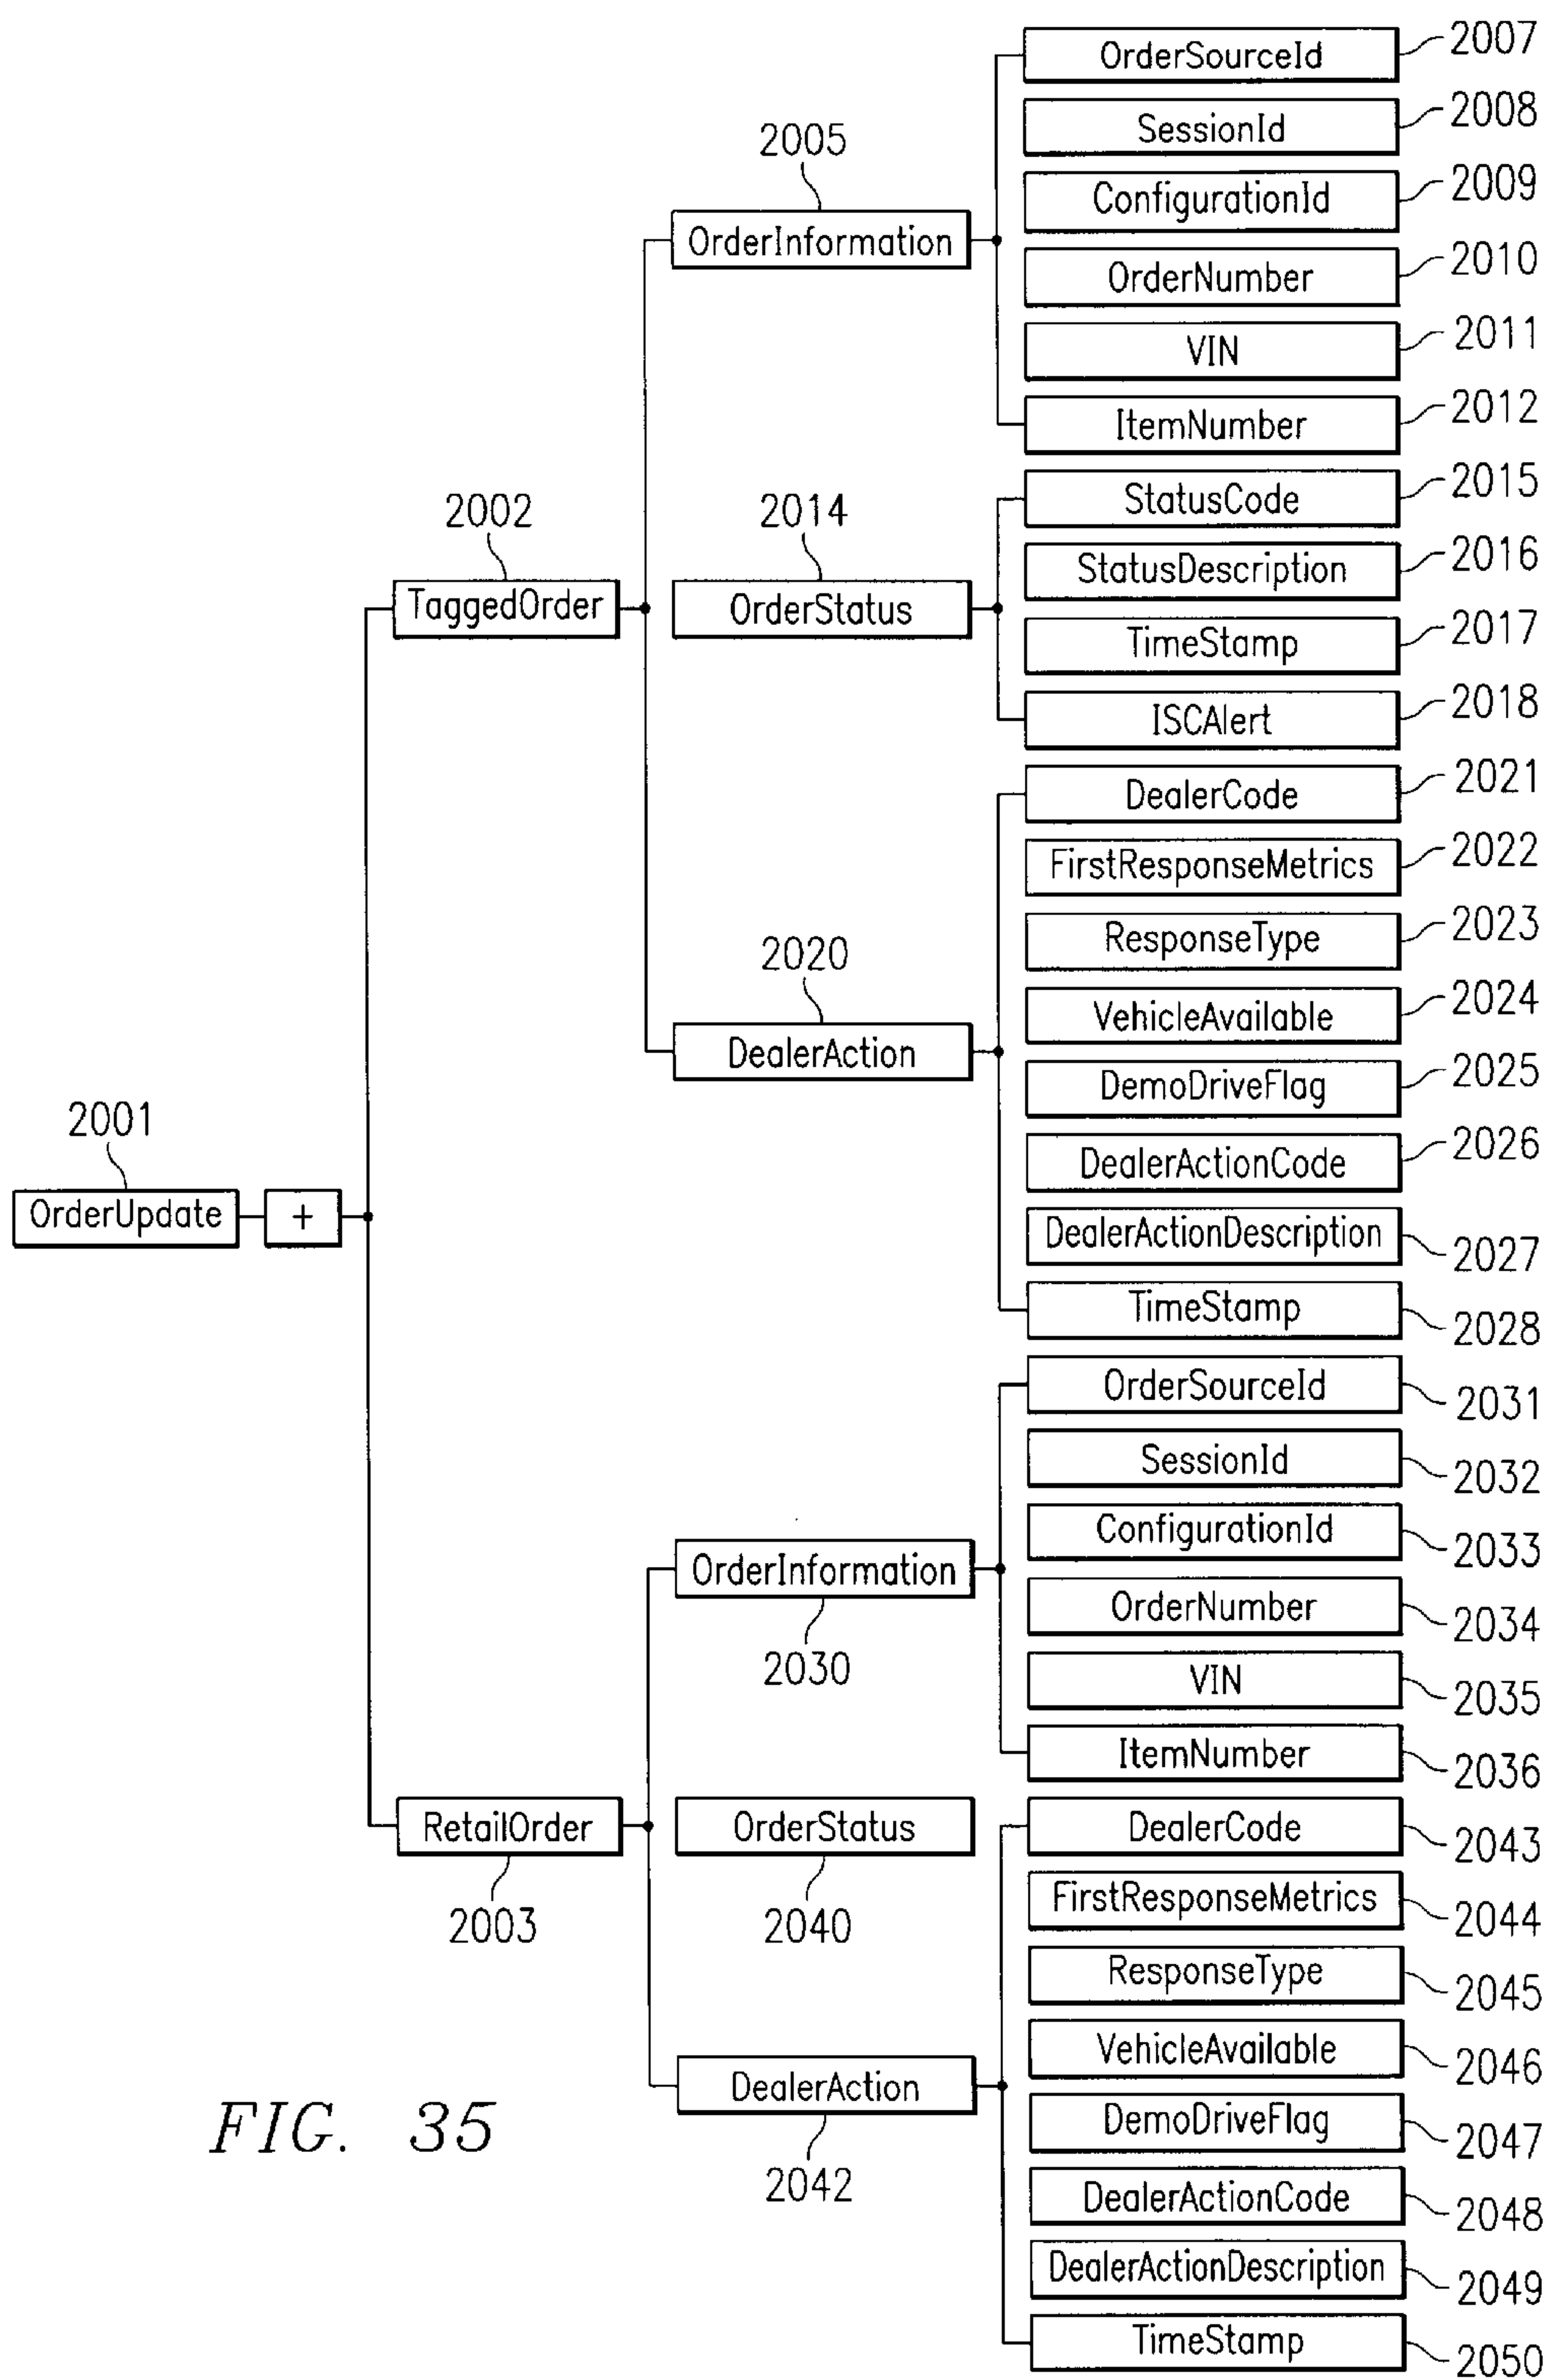 OrderSourceId 2007
SessionId 2008
2005
ConfigurationId 2009
OrderInformation
OrderNumber 2010
VIN 2011
ItemNumber 2012
2002
2014
StatusCode 2015
StatusDescription 2016
TaggedOrder
OrderStatus
TimeStamp 2017
ISCAlert 2018
DealerCode 2021
FirstResponseMetrics 2022
2020
ResponseType 2023
VehicleAvailable 2024
DealerAction
DemoDriveFlag 2025
2001
DealerActionCode 2026
OrderUpdate +
DealerActionDescription 2027
TimeStamp 2028
OrderSourceId 2031
SessionId 2032
ConfigurationId 2033
OrderInformation
OrderNumber 2034
2030
VIN 2035
ItemNumber 2036
RetailOrder
OrderStatus
DealerCode 2043
2003
2040
FirstResponseMetrics 2044
ResponseType 2045
VehicleAvailable 2046
DealerAction
DemoDriveFlag 2047
FIG. 35
2042
DealerActionCode 2048
DealerActionDescription 2049
TimeStamp 2050